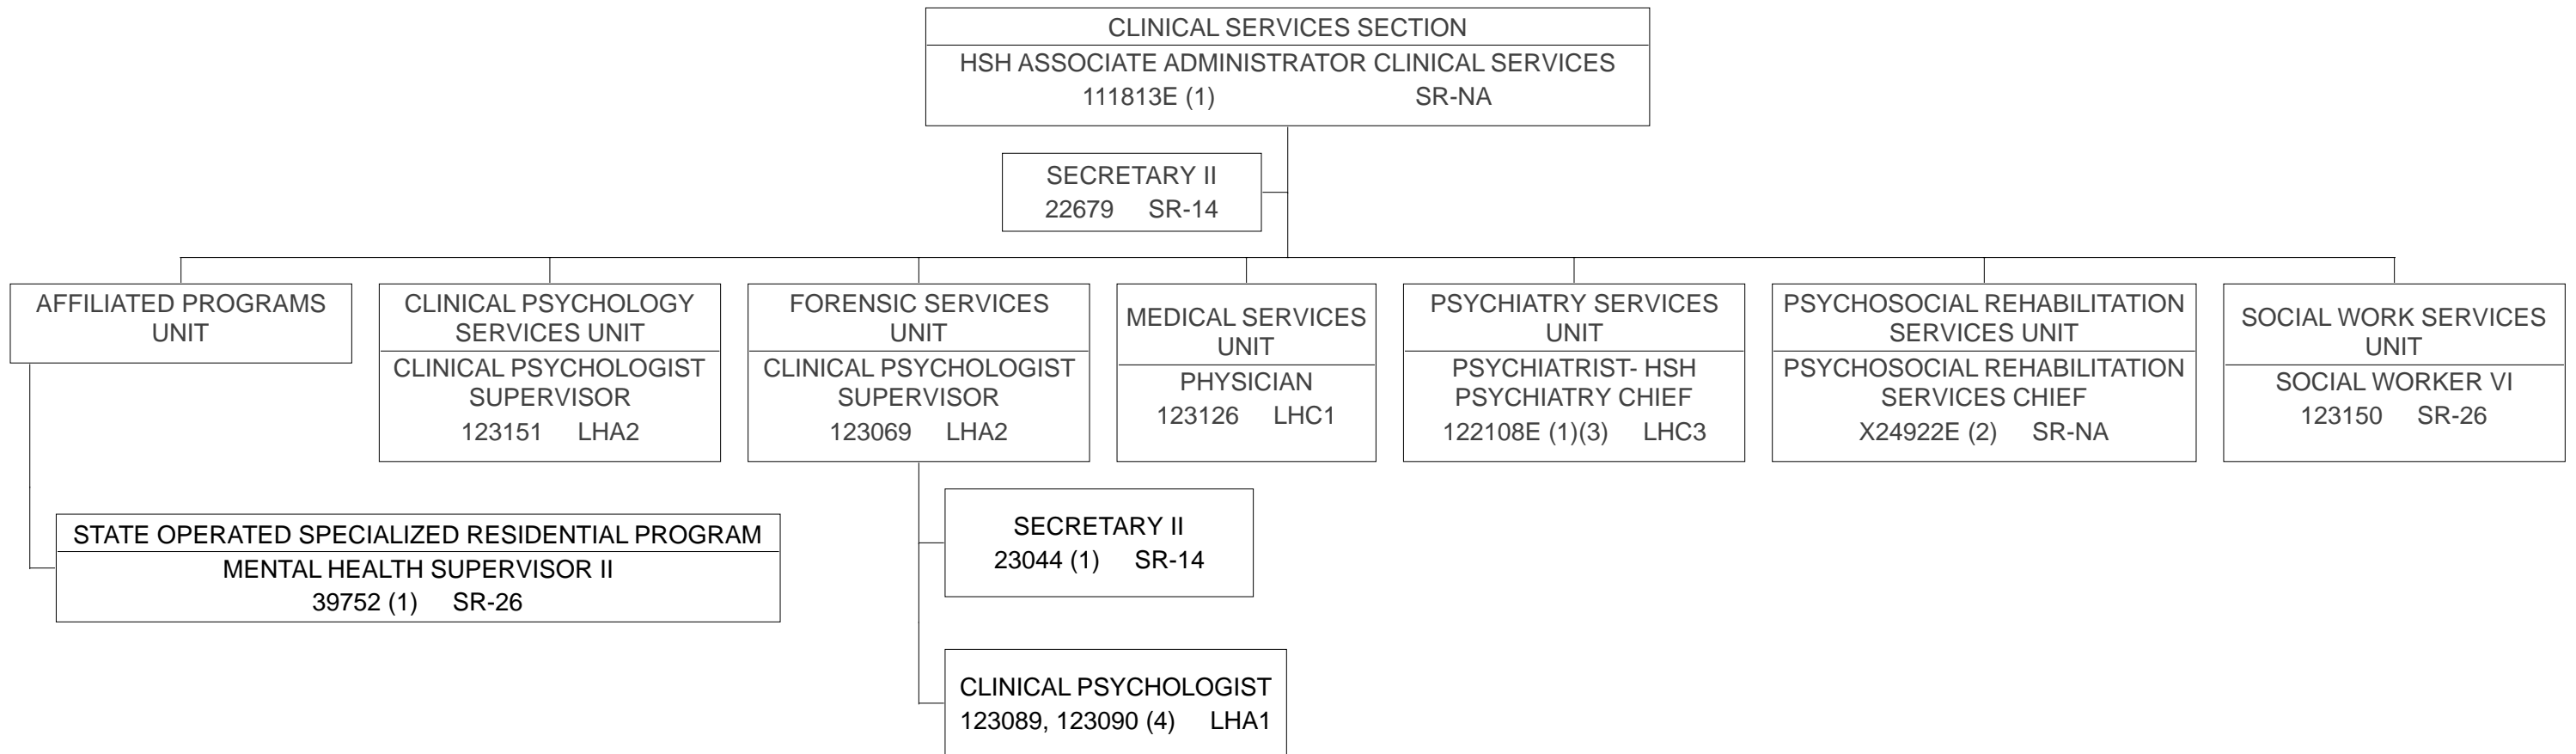 CLINICAL SERVICES SECTION
HSH ASSOCIATE ADMINISTRATOR CLINICAL SERVICES
111813E (1) SR-NA
SECRETARY II
22679 SR-14
AFFILIATED PROGRAMS
UNIT
CLINICAL PSYCHOLOGY
SERVICES UNIT
CLINICAL PSYCHOLOGIST
SUPERVISOR
123151 LHA2
FORENSIC SERVICES
UNIT
CLINICAL PSYCHOLOGIST
SUPERVISOR
123069 LHA2
MEDICAL SERVICES
UNIT
PHYSICIAN
123126 LHC1
PSYCHIATRY SERVICES
UNIT
PSYCHIATRIST- HSH
PSYCHIATRY CHIEF
122108E (1)(3) LHC3
PSYCHOSOCIAL REHABILITATION
SERVICES UNIT
PSYCHOSOCIAL REHABILITATION
SERVICES CHIEF
X24922E (2) SR-NA
SOCIAL WORK SERVICES
UNIT
SOCIAL WORKER VI
123150 SR-26
STATE OPERATED SPECIALIZED RESIDENTIAL PROGRAM
MENTAL HEALTH SUPERVISOR II
39752 (1) SR-26
SECRETARY II
23044 (1) SR-14
CLINICAL PSYCHOLOGIST
123089, 123090 (4) LHA1